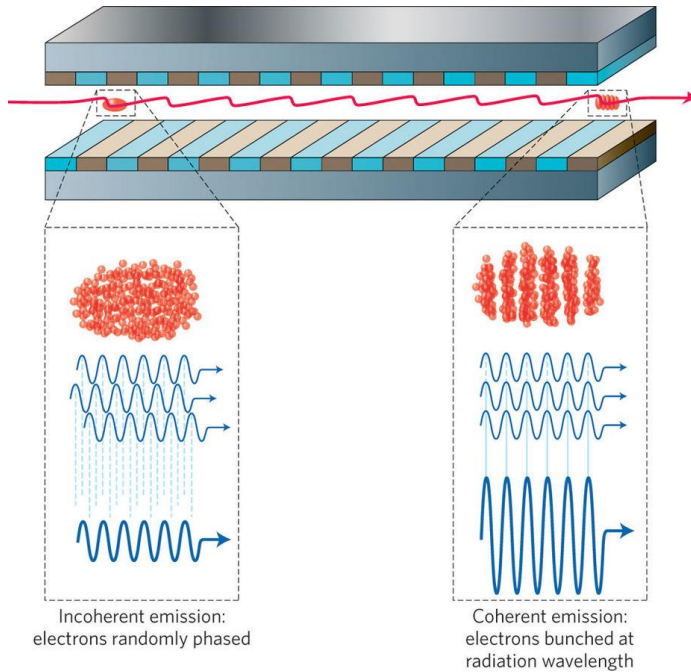 Incoherent emission:
electrons randomly phased
Coherent emission:
electrons bunched at
radiation wavelength